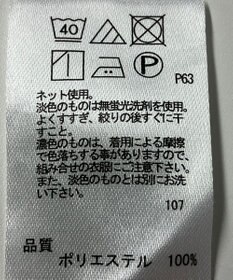 40
P
P63
ネット使用。
淡色のものは無蛍光洗剤を使用。
よくすすぎ、絞りの後すぐに干
すこと。
濃色のものは、着用による摩擦
で色落ちする事がありますので、
組み合せの衣服にご注意下さい。
また、淡色のものとは別にお洗
い下さい。
107
品質
ポリエステル 100%